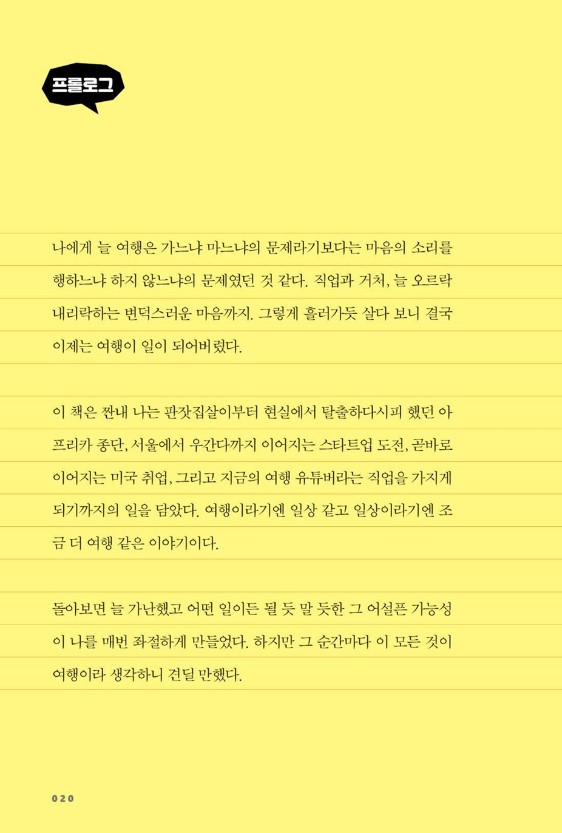 프롤로그
나에게 늘 여행은 가느냐 마느냐의 문제라기보다는 마음의 소리를
행하느냐 하지 않느냐의 문제였던 것 같다. 직업과 거처, 늘 오르락
내리락하는 변덕스러운 마음까지. 그렇게 흘러가듯 살다 보니 결국
이제는 여행이 일이 되어버렸다.
이 책은 짠내 나는 판잣집살이부터 현실에서 탈출하다시피 했던 아
프리카 종단, 서울에서 우간다까지 이어지는 스타트업 도전, 곧바로
이어지는 미국 취업, 그리고 지금의 여행 유튜버라는 직업을 가지게
되기까지의 일을 담았다. 여행이라기엔 일상 같고 일상이라기엔 조
금 더 여행 같은 이야기이다.
돌아보면 늘 가난했고 어떤 일이든 될 듯 말 듯한 그 어설픈 가능성
이 나를 매번 좌절하게 만들었다. 하지만 그 순간마다 이 모든 것이
여행이라 생각하니 견딜 만했다.
020